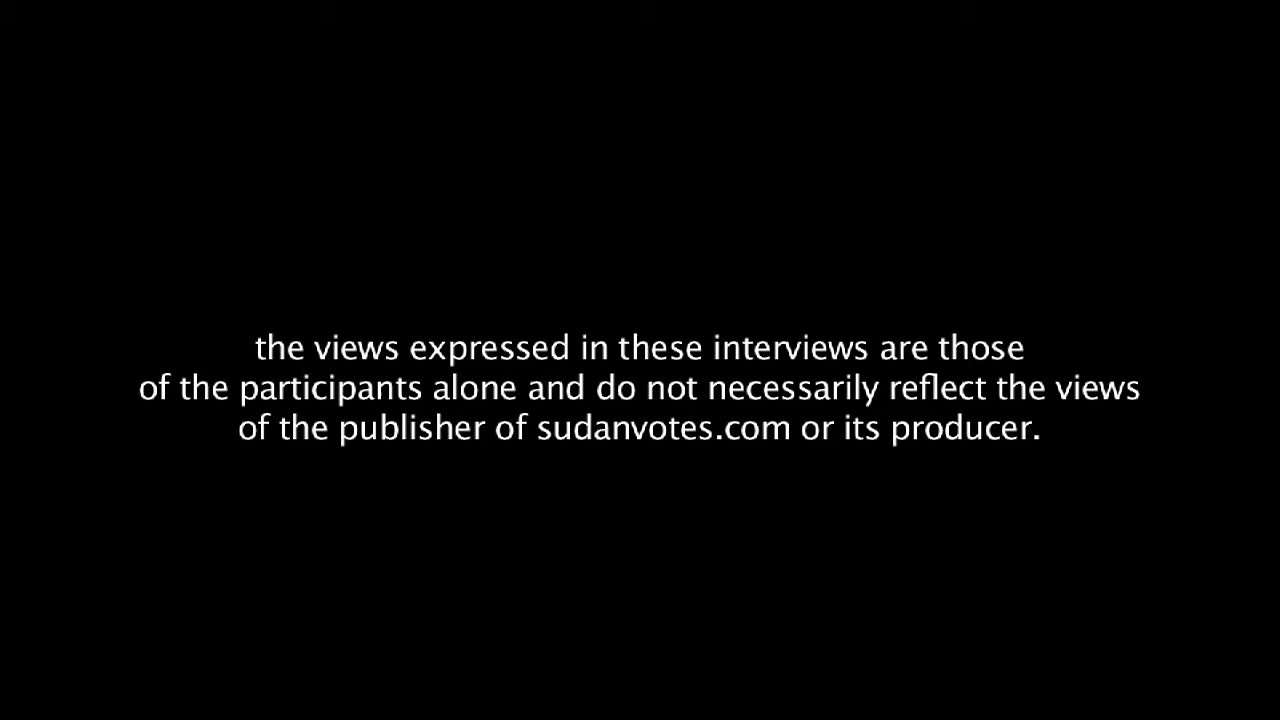 the views expressed in these interviews are those
of the participants alone and do not necessarily reflect the views
of the publisher of sudanvotes.com or its producer.